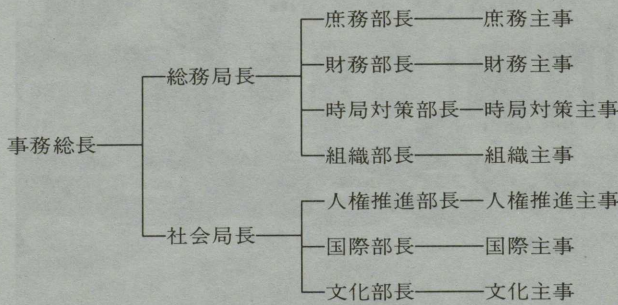 庶務部長 庶務主事
財務部長 財務主事
総務局長
時局対策部長 時局対策主事
事務総長
組織部長 組織主事
人権推進部長 人権推進主事
社会局長
国際部長 国際主事
文化部長 文化主事